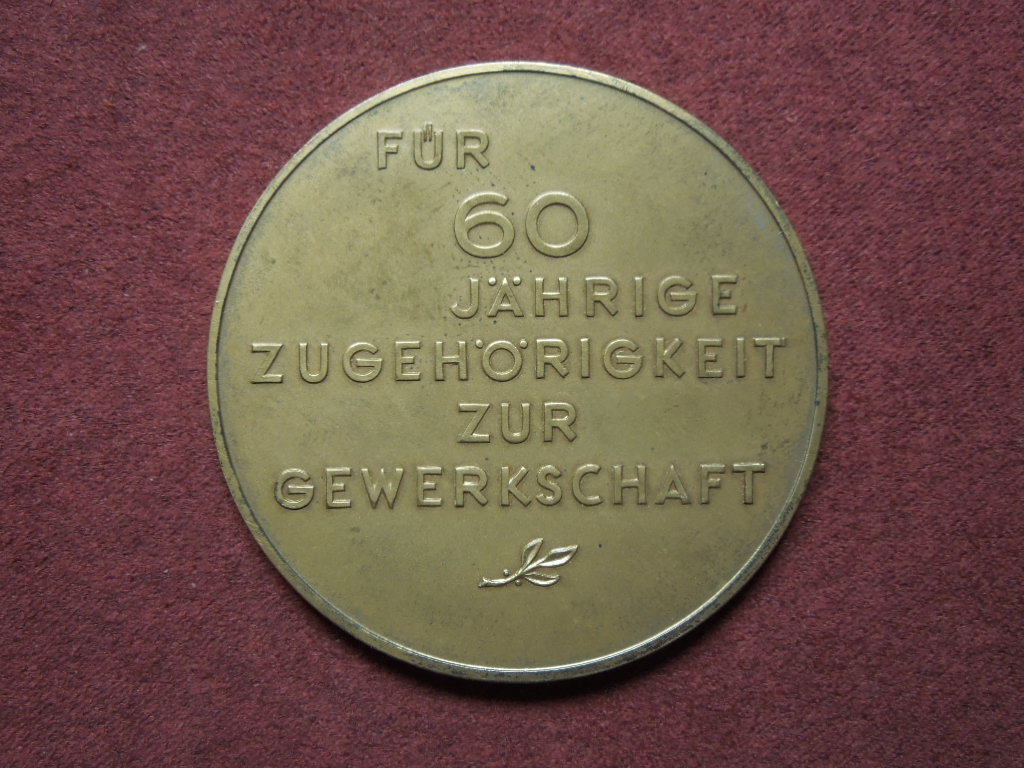 FÜR
60
JÄHRIGE
ZUGEHÖRIGKEIT
ZUR
GEWERKSCHAFT